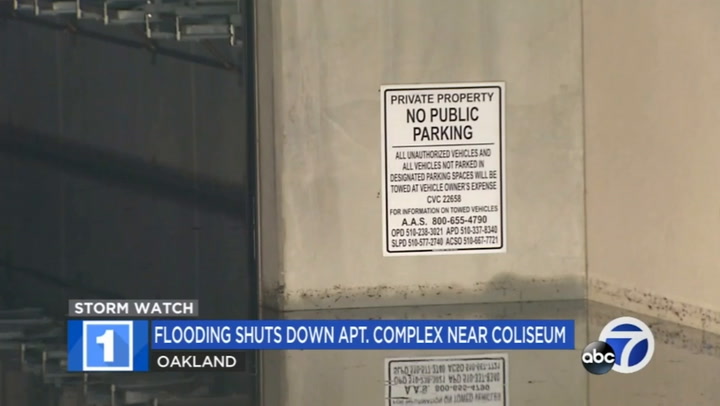 PRIVATE PROPERTY
NO PUBLIC
PARKING
ALL UNAUTHORIZED VEHICLES AND
ALL VEHICLES NOT PARKED IN
DESIGNATED PARKING SPACES WILL BE
TOWED AT VEHICLE OWNER'S EXPENSE
CVC 22658
FOR INFORMATION ON TOWED VEHICLES
A.A.S. 800-655-4790
OPD 510-238-3021 APD 510-337-8340
SLPD 510-577-2740 ACSO 510-667-7721
STORM WATCH
1 FLOODING SHUTS DOWN APT. COMPLEX NEAR COLISEUM
OAKLAND
abc 7